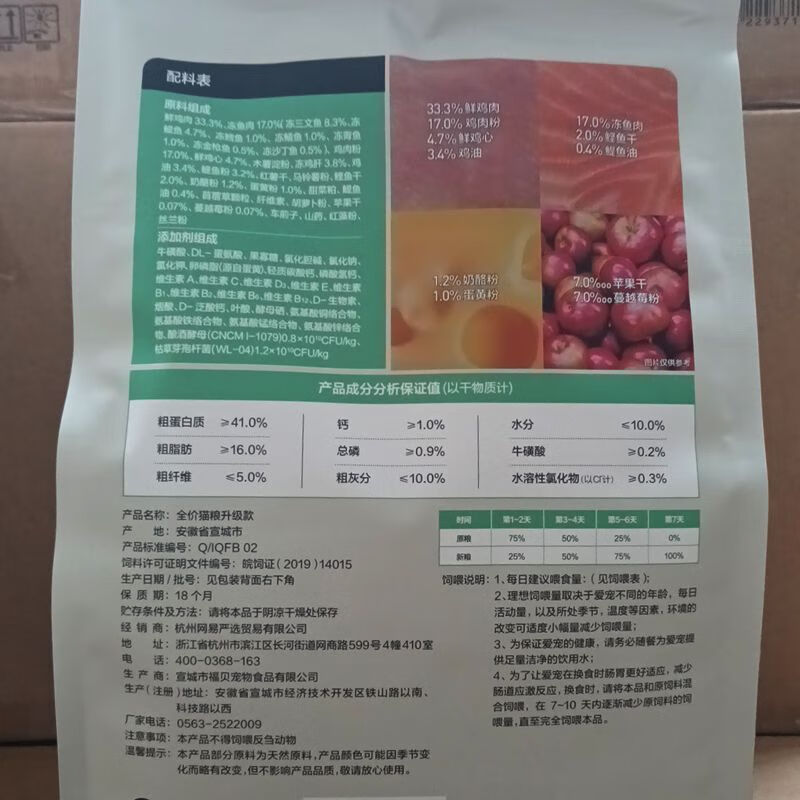 229371
配料表
原料组成
鲜鸡肉 33.3%、冻鱼肉 17.0%(冻三文鱼 8.3%、冻
鳀鱼 4.7%、冻鳕鱼 1.0%、冻鲭鱼 1.0%、冻青鱼
1.0%、冻金枪鱼 0.5%、冻沙丁鱼 0.5%)、鸡肉粉
17.0%、鲜鸡心 4.7%、木薯淀粉、冻鸡肝 3.8%、鸡
油 3.4%、鳀鱼粉 3.2%、红薯干、马铃薯粉、鲣鱼干
2.0%、奶酪粉 1.2%、蛋黄粉 1.0%、甜菜粕、鳀鱼
油 0.4%、苜蓿草颗粒、纤维素、胡萝卜粉、苹果干
0.07%、蔓越莓粉 0.07%、车前子、山药、红藻粉、
丝兰粉
添加剂组成
牛磺酸、DL-蛋氨酸、果寡糖、氯化胆碱、氯化钠、
氯化钾、卵磷脂(源自蛋黄)、轻质碳酸钙、磷酸氢钙、
维生素 A、维生素 C、维生素 D₃、维生素 E、维生素
B₁、维生素 B₂、维生素 B₆、维生素 B₁₂、D-生物素、
烟酸、D-泛酸钙、叶酸、酵母硒、氨基酸铜络合物、
氨基酸铁络合物、氨基酸锰络合物、氨基酸锌络合
物、酿酒酵母(CNCM I-1079)0.8×10¹⁰CFU/kg、
枯草芽孢杆菌(WL-04)1.2×10¹⁰CFU/kg
33.3%鲜鸡肉
17.0%鸡肉粉
4.7%鲜鸡心
3.4%鸡油
17.0%冻鱼肉
2.0%鲣鱼干
0.4%鳀鱼油
1.2%奶酪粉
1.0%蛋黄粉
7.0‱苹果干
7.0‱蔓越莓粉
图片仅供参考
产品成分分析保证值(以干物质计)
粗蛋白质 ≥41.0% 钙 ≥1.0% 水分 ≤10.0%
粗脂肪 ≥16.0% 总磷 ≥0.9% 牛磺酸 ≥0.2%
粗纤维 ≤5.0% 粗灰分 ≤10.0% 水溶性氯化物(以Cl⁻计) ≥0.3%
产品名称:全价猫粮升级款
产 地:安徽省宣城市
产品标准编号:Q/IQFB 02
饲料许可证明文件编号:皖饲证(2019)14015
生产日期/批号:见包装背面右下角
保 质 期:18个月
贮存条件及方法:请将本品于阴凉干燥处保存
经 销 商:杭州网易严选贸易有限公司
地 址:浙江省杭州市滨江区长河街道网商路599号4幢410室
电 话:400-0368-163
生 产 商:宣城市福贝宠物食品有限公司
生产(注册)地址:安徽省宣城市经济技术开发区铁山路以南、
科技路以西
厂家电话:0563-2522009
注意事项:本产品不得饲喂反刍动物
温馨提示:本产品部分原料为天然原料,产品颜色可能因季节变
化而略有改变,但不影响产品品质,敬请放心使用。
时间 第1-2天 第3-4天 第5-6天 第7天
原粮 75% 50% 25% 0%
新粮 25% 50% 75% 100%
饲喂说明:1、每日建议喂食量:(见饲喂表);
2、理想饲喂量取决于爱宠不同的年龄,每日
活动量,以及所处季节,温度等因素,环境的
改变可适度小幅量减少饲喂量;
3、为保证爱宠的健康,请务必随餐为爱宠提
供足量洁净的饮用水;
4、为了让爱宠在换食时肠胃更好适应,减少
肠道应激反应,换食时,请将本品和原饲料混
合饲喂,在 7~10 天内逐渐减少原饲料的饲
喂量,直至完全饲喂本品。